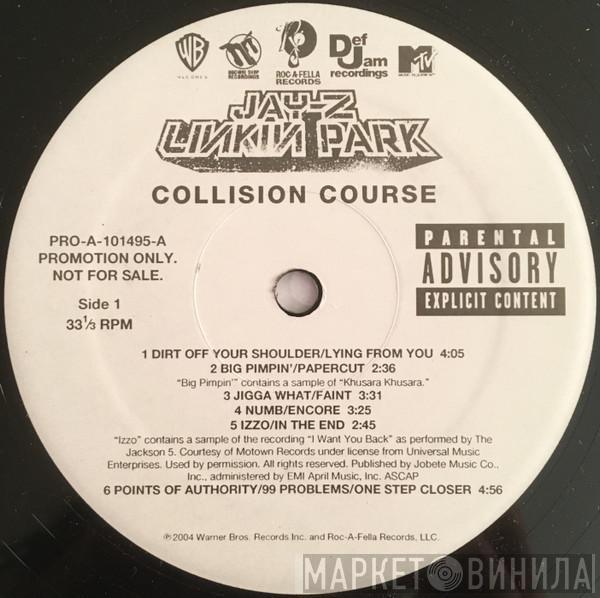 WB
ROC-A-FELLA
RECORDS
Def
Jam
recordings
MTV
JAY-Z
LINKIN PARK
COLLISION COURSE
PRO-A-101495-A
PROMOTION ONLY.
NOT FOR SALE.
Side 1
33⅓ RPM
PARENTAL
ADVISORY
EXPLICIT CONTENT
1 DIRT OFF YOUR SHOULDER/LYING FROM YOU 4:05
2 BIG PIMPIN'/PAPERCUT 2:36
"Big Pimpin'" contains a sample of "Khusara Khusara."
3 JIGGA WHAT/FAINT 3:31
4 NUMB/ENCORE 3:25
5 IZZO/IN THE END 2:45
"Izzo" contains a sample of the recording "I Want You Back" as performed by The
Jackson 5. Courtesy of Motown Records under license from Universal Music
Enterprises. Used by permission. All rights reserved. Published by Jobete Music Co.,
Inc., administered by EMI April Music, Inc. ASCAP
6 POINTS OF AUTHORITY/99 PROBLEMS/ONE STEP CLOSER 4:56
℗2004 Warner Bros. Records Inc. and Roc-A-Fella Records, LLC.
МАРКЕТ ВИНИЛА